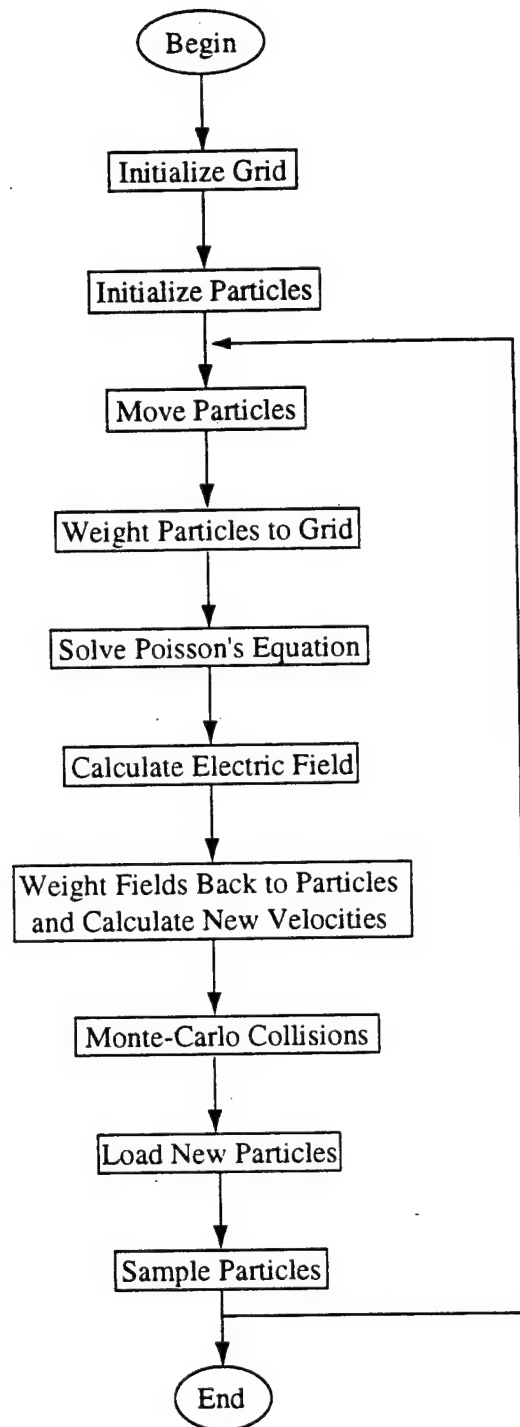 Begin
Initialize Grid
Initialize Particles
Move Particles
Weight Particles to Grid
Solve Poisson's Equation
Calculate Electric Field
Weight Fields Back to Particles
and Calculate New Velocities
Monte-Carlo Collisions
Load New Particles
Sample Particles
End